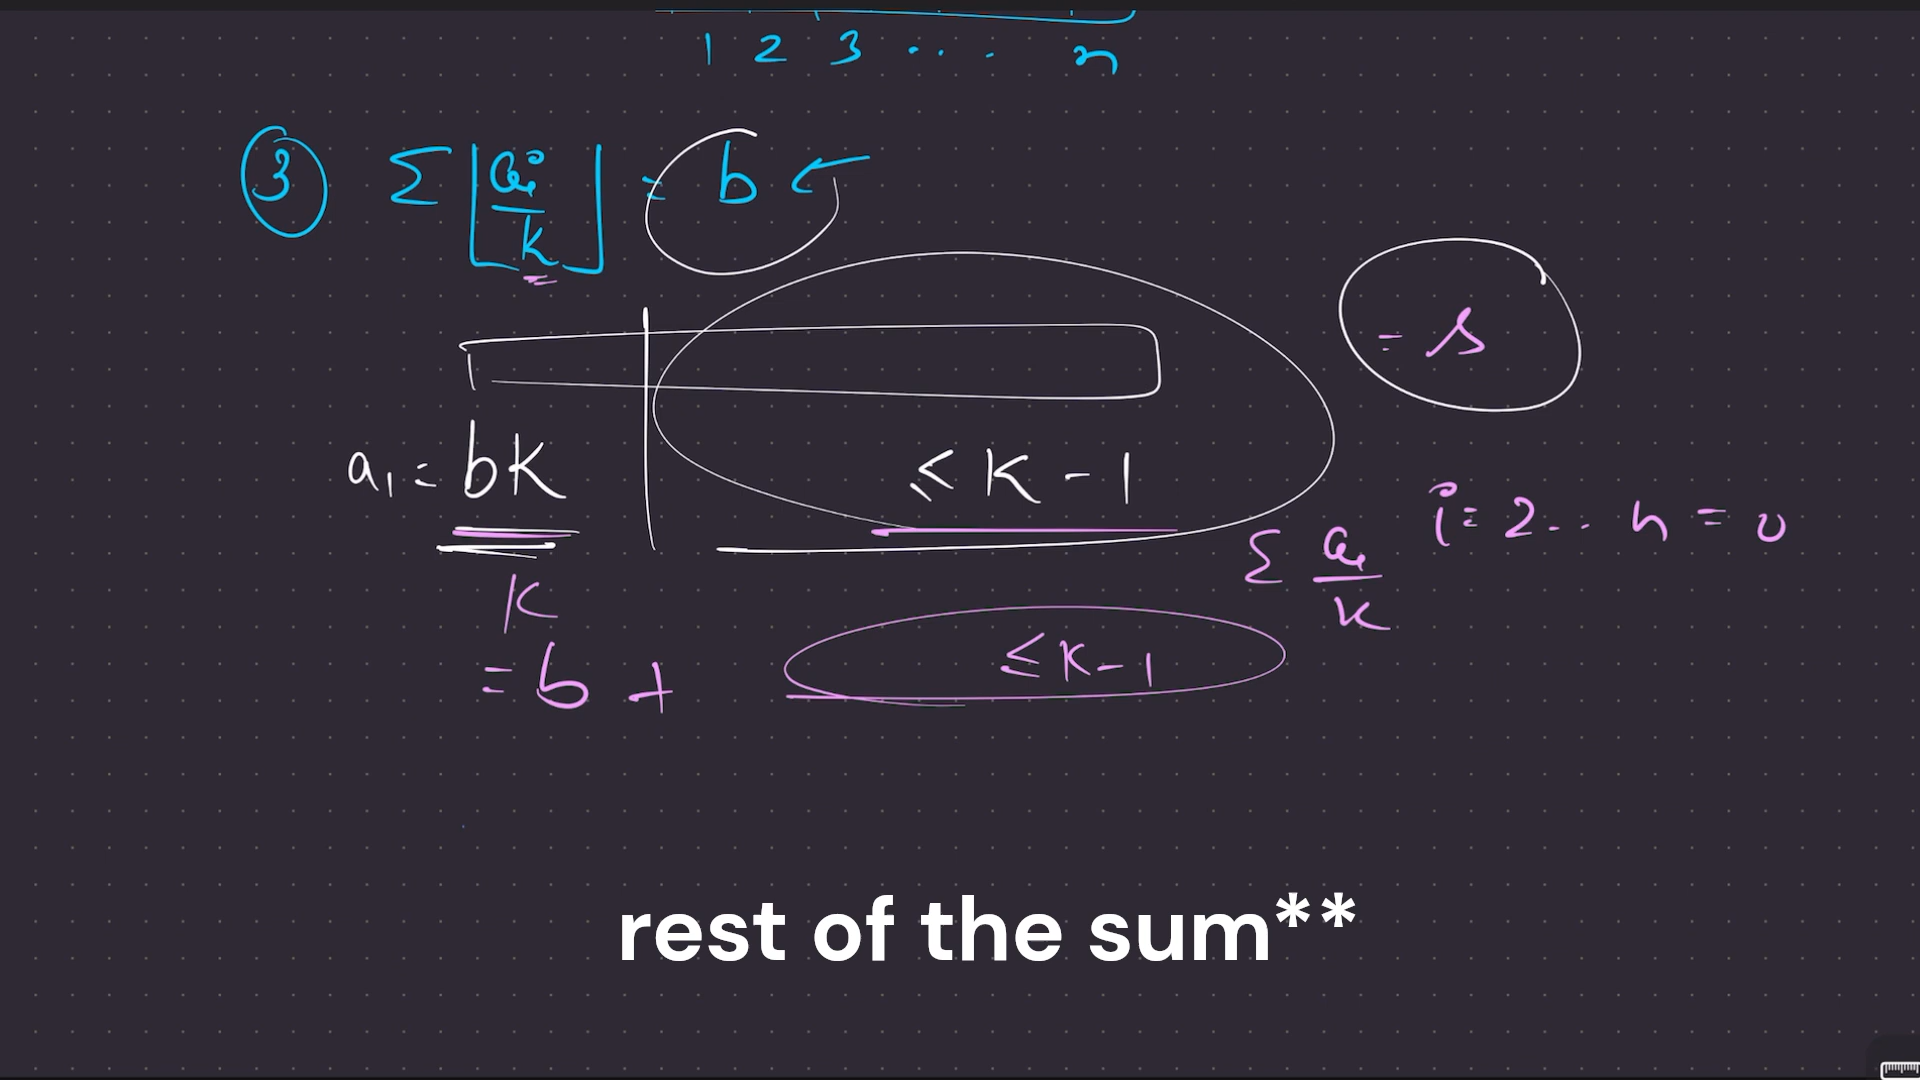 1 2 3 ... n
③ Σ ⌊aᵢ/k⌋ = b ←
= s
a₁ = bk ≤ k-1
i = 2.. n = 0
Σ aᵢ/k
k
= b + ≤ k-1
rest of the sum**